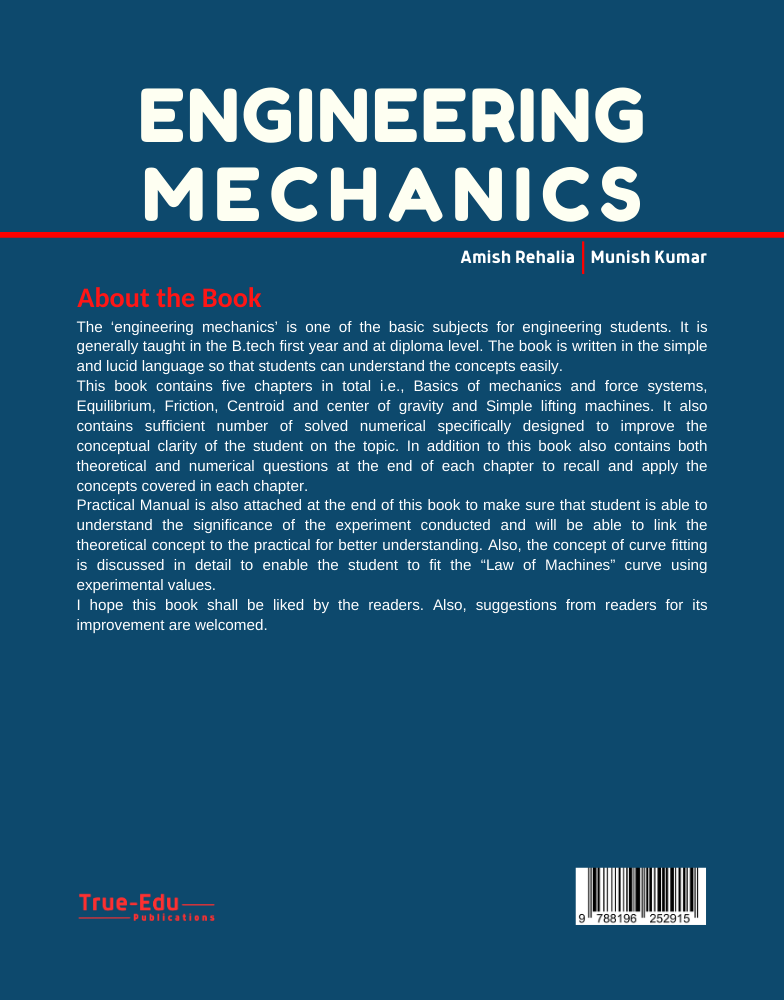 ENGINEERING
MECHANICS
Amish Rehalia Munish Kumar
About the Book
The ‘engineering mechanics’ is one of the basic subjects for engineering students. It is
generally taught in the B.tech first year and at diploma level. The book is written in the simple
and lucid language so that students can understand the concepts easily.
This book contains five chapters in total i.e., Basics of mechanics and force systems,
Equilibrium, Friction, Centroid and center of gravity and Simple lifting machines. It also
contains sufficient number of solved numerical specifically designed to improve the
conceptual clarity of the student on the topic. In addition to this book also contains both
theoretical and numerical questions at the end of each chapter to recall and apply the
concepts covered in each chapter.
Practical Manual is also attached at the end of this book to make sure that student is able to
understand the significance of the experiment conducted and will be able to link the
theoretical concept to the practical for better understanding. Also, the concept of curve fitting
is discussed in detail to enable the student to fit the “Law of Machines” curve using
experimental values.
I hope this book shall be liked by the readers. Also, suggestions from readers for its
improvement are welcomed.
True-Edu
Publications
9 788196 252915